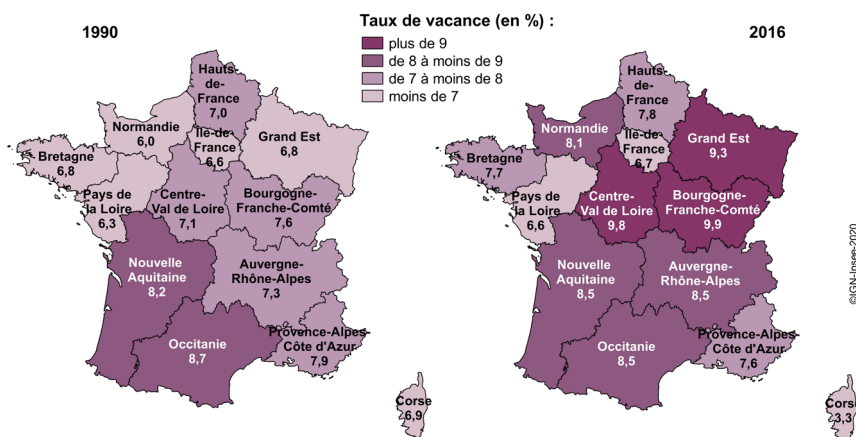 Taux de vacance (en %) :
plus de 9
de 8 à moins de 9
de 7 à moins de 8
moins de 7
1990
Hauts-
de-
France
7,0
Normandie
6,0
Île-de-
France
6,6
Grand Est
6,8
Bretagne
6,8
Pays de
la Loire
6,3
Centre-
Val de Loire
7,1
Bourgogne-
Franche-Comté
7,6
Nouvelle
Aquitaine
8,2
Auvergne-
Rhône-Alpes
7,3
Occitanie
8,7
Provence-Alpes-
Côte d'Azur
7,9
Corse
6,9
2016
Hauts-
de-
France
7,8
Normandie
8,1
Île-de-
France
6,7
Grand Est
9,3
Bretagne
7,7
Pays de
la Loire
6,6
Centre-
Val de Loire
9,8
Bourgogne-
Franche-Comté
9,9
Nouvelle
Aquitaine
8,5
Auvergne-
Rhône-Alpes
8,5
Occitanie
8,5
Provence-Alpes-
Côte d'Azur
7,6
Corse
3,3
©IGN-Insee-2020